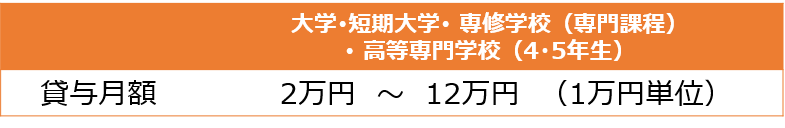 大学･短期大学･ 専修学校（専門課程）
･ 高等専門学校（4･5年生）
貸与月額 2万円 ～ 12万円 （1万円単位）